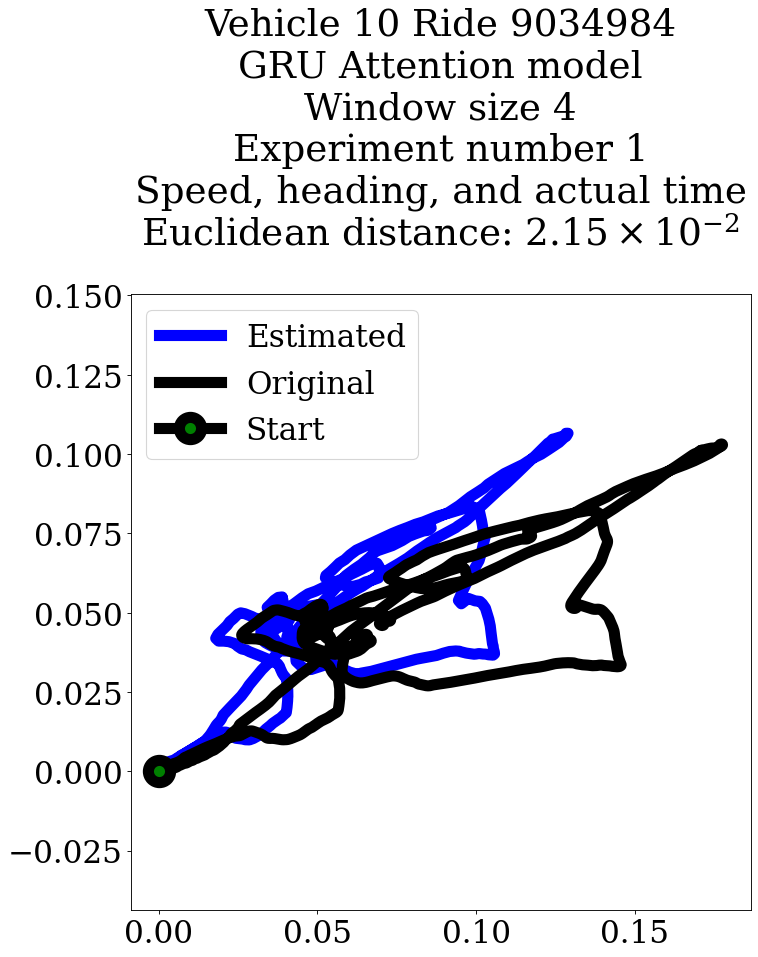 Vehicle 10 Ride 9034984
GRU Attention model
Window size 4
Experiment number 1
Speed, heading, and actual time
Euclidean distance: 2.15 × 10⁻²
0.150
0.125
0.100
0.075
0.050
0.025
0.000
−0.025
Estimated
Original
Start
0.00 0.05 0.10 0.15